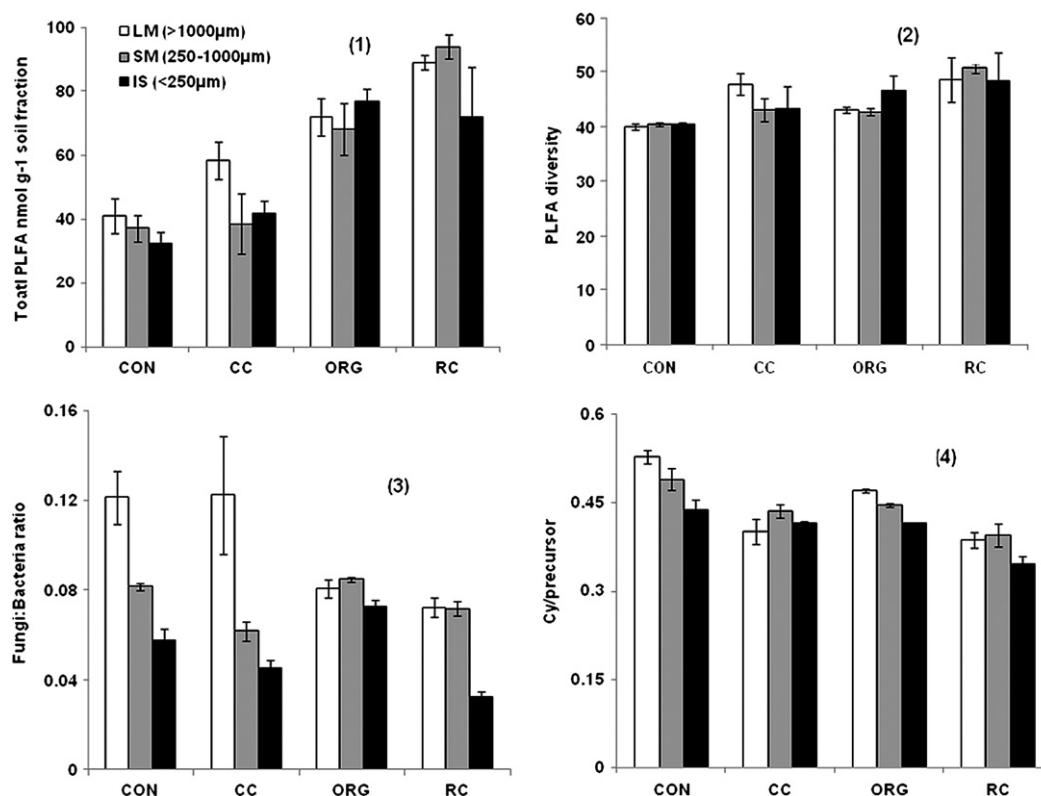 Toatl PLFA nmol g-1 soil fraction
100
80
60
40
20
0
LM (>1000µm)
SM (250-1000µm)
IS (<250µm)
(1)
CON CC ORG RC
PLFA diversity
60
50
40
30
20
10
0
(2)
CON CC ORG RC
Fungi:Bacteria ratio
0.16
0.12
0.08
0.04
0
(3)
CON CC ORG RC
Cy/precursor
0.6
0.45
0.3
0.15
0
(4)
CON CC ORG RC